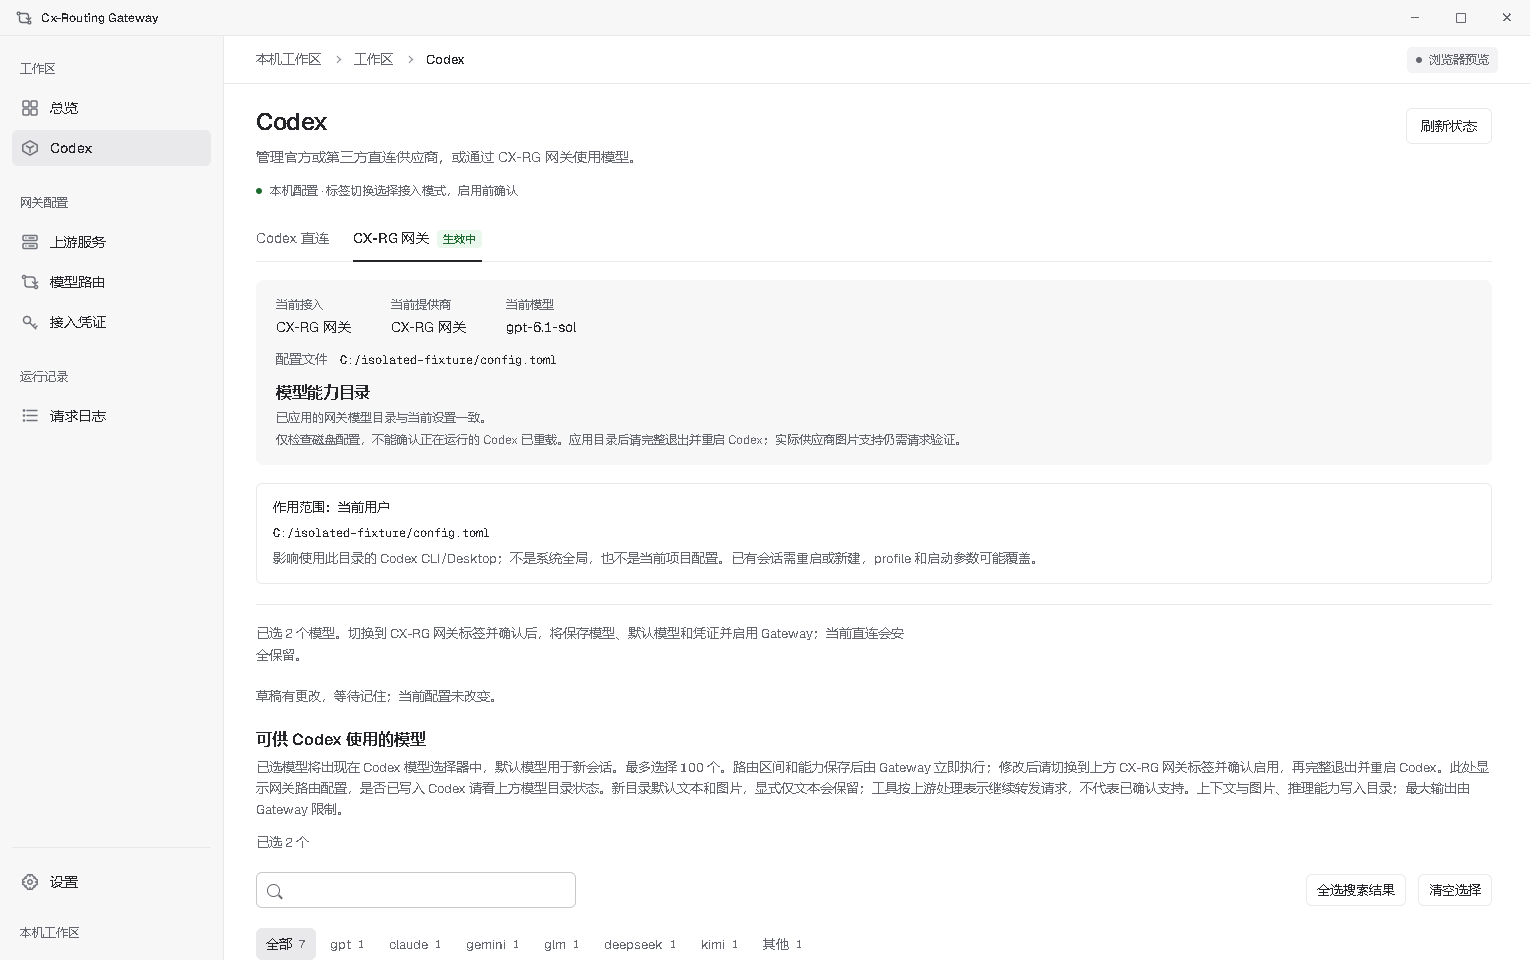 Cx-Routing Gateway
工作区
总览
Codex
网关配置
上游服务
模型路由
接入凭证
运行记录
请求日志
设置
本机工作区
本机工作区 > 工作区 > Codex
浏览器预览
Codex
刷新状态
管理官方或第三方直连供应商，或通过 CX-RG 网关使用模型。
本机配置 · 标签切换选择接入模式，启用前确认
Codex 直连 CX-RG 网关 生效中
当前接入 当前提供商 当前模型
CX-RG 网关 CX-RG 网关 gpt-6.1-sol
配置文件 C:/isolated-fixture/config.toml
模型能力目录
已应用的网关模型目录与当前设置一致。
仅检查磁盘配置，不能确认正在运行的 Codex 已重载。应用目录后请完整退出并重启 Codex；实际供应商图片支持仍需请求验证。
作用范围：当前用户
C:/isolated-fixture/config.toml
影响使用此目录的 Codex CLI/Desktop；不是系统全局，也不是当前项目配置。已有会话需重启或新建，profile 和启动参数可能覆盖。
已选 2 个模型。切换到 CX-RG 网关标签并确认后，将保存模型、默认模型和凭证并启用 Gateway；当前直连会安
全保留。
草稿有更改，等待记住；当前配置未改变。
可供 Codex 使用的模型
已选模型将出现在 Codex 模型选择器中，默认模型用于新会话。最多选择 100 个。路由区间和能力保存后由 Gateway 立即执行；修改后请切换到上方 CX-RG 网关标签并确认启用，再完整退出并重启 Codex。此处显
示网关路由配置，是否已写入 Codex 请看上方模型目录状态。新目录默认文本和图片，显式仅文本会保留；工具按上游处理表示继续转发请求，不代表已确认支持。上下文与图片、推理能力写入目录；最大输出由
Gateway 限制。
已选 2 个
全选搜索结果 清空选择
全部 7 gpt 1 claude 1 gemini 1 glm 1 deepseek 1 kimi 1 其他 1